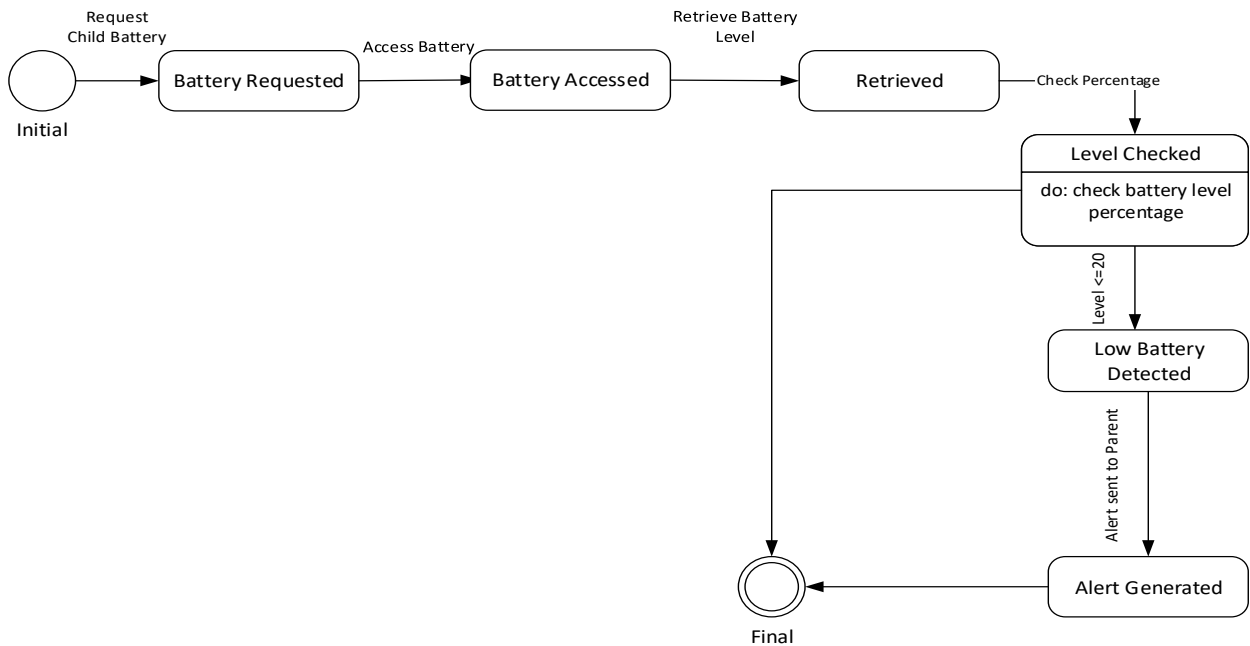 Request
Child Battery
Access Battery
Retrieve Battery
Level
Battery Requested
Battery Accessed
Retrieved
Check Percentage
Initial
Level Checked
do: check battery level
percentage
Level <=20
Low Battery
Detected
Alert sent to Parent
Alert Generated
Final